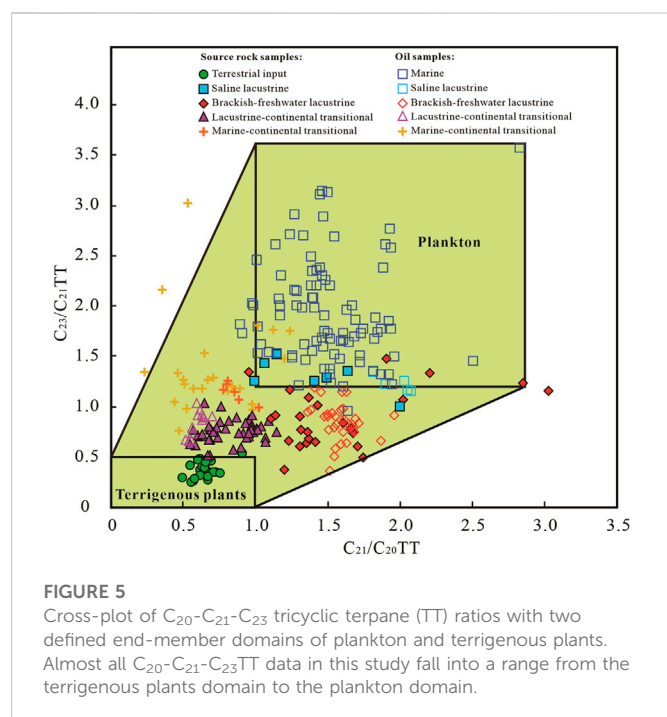 Source rock samples:
Terrestrial input
Saline lacustrine
Brackish-freshwater lacustrine
Lacustrine-continental transitional
Marine-continental transitional
Oil samples:
Marine
Saline lacustrine
Brackish-freshwater lacustrine
Lacustrine-continental transitional
Marine-continental transitional
4.0
3.5
3.0
2.5
2.0
1.5
1.0
0.5
0
C₂₃/C₂₁TT
Plankton
Terrigenous plants
0
0.5
1.0
1.5
2.0
2.5
3.0
3.5
C₂₁/C₂₀TT
FIGURE 5
Cross-plot of C₂₀-C₂₁-C₂₃ tricyclic terpane (TT) ratios with two
defined end-member domains of plankton and terrigenous plants.
Almost all C₂₀-C₂₁-C₂₃TT data in this study fall into a range from the
terrigenous plants domain to the plankton domain.